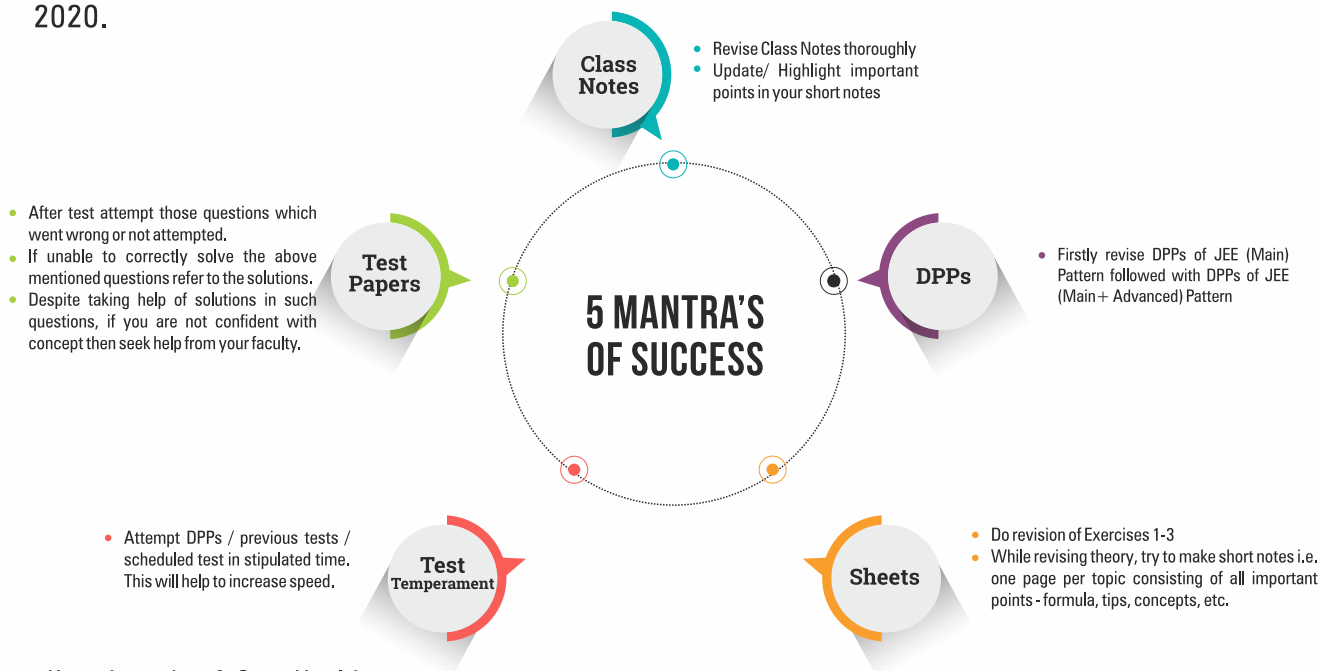 2020.
Class
Notes
Revise Class Notes thoroughly
Update/ Highlight important
points in your short notes
After test attempt those questions which
went wrong or not attempted.
If unable to correctly solve the above
mentioned questions refer to the solutions.
Despite taking help of solutions in such
questions, if you are not confident with
concept then seek help from your faculty.
Test
Papers
5 MANTRA'S
OF SUCCESS
DPPs
Firstly revise DPPs of JEE (Main)
Pattern followed with DPPs of JEE
(Main+ Advanced) Pattern
Attempt DPPs / previous tests /
scheduled test in stipulated time.
This will help to increase speed.
Test
Temperament
Sheets
Do revision of Exercises 1-3
While revising theory, try to make short notes i.e.
one page per topic consisting of all important
points - formula, tips, concepts, etc.